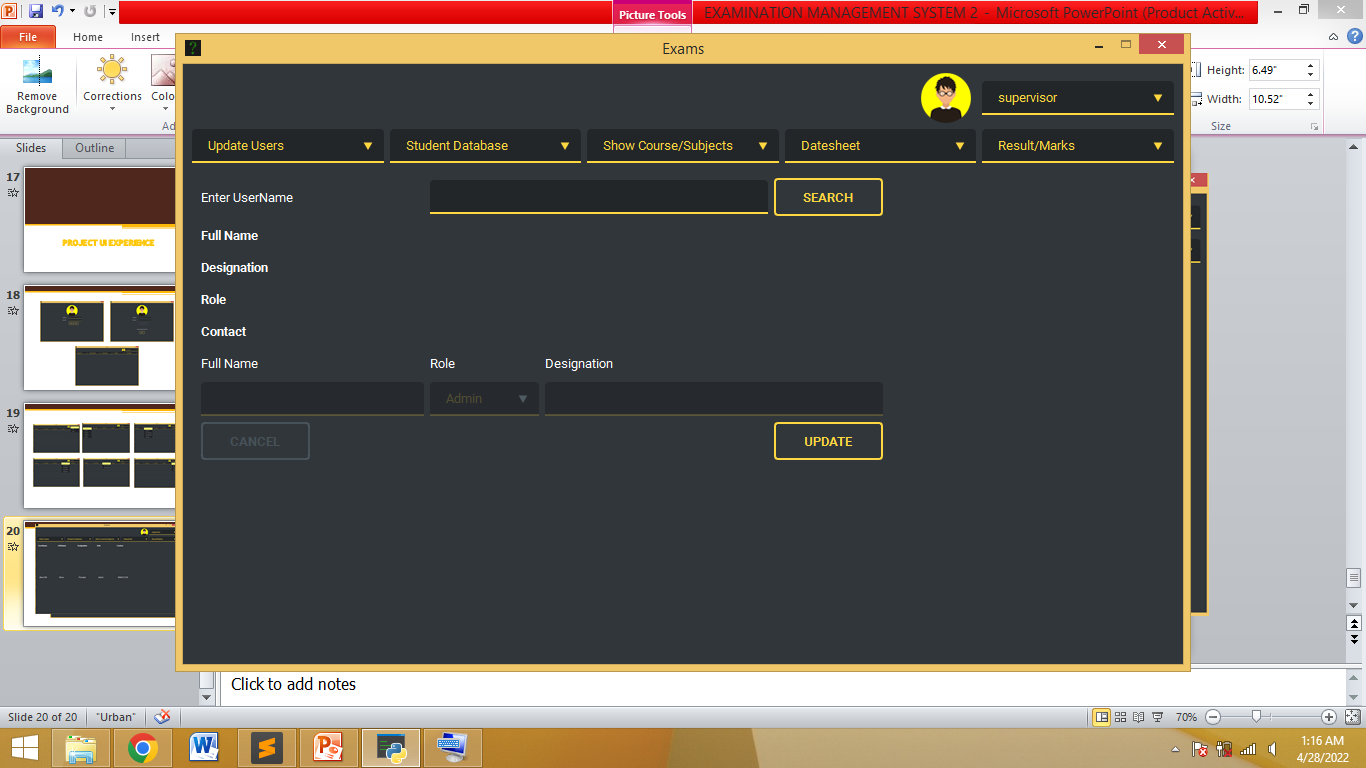 Picture Tools
EXAMINATION MANAGEMENT SYSTEM 2 - Microsoft PowerPoint (Product Activ...
File
Home
Insert
Exams
Remove
Background
Corrections
Colo
Ad
Height: 6.49"
Width: 10.52"
Size
supervisor
Update Users
Student Database
Show Course/Subjects
Datesheet
Result/Marks
Enter UserName
SEARCH
Full Name
Designation
Role
Contact
Full Name
Role
Designation
Admin
CANCEL
UPDATE
Slides
Outline
17
PROJECT UI EXPERIENCE
18
19
20
Click to add notes
Slide 20 of 20
"Urban"
70%
1:16 AM
4/28/2022